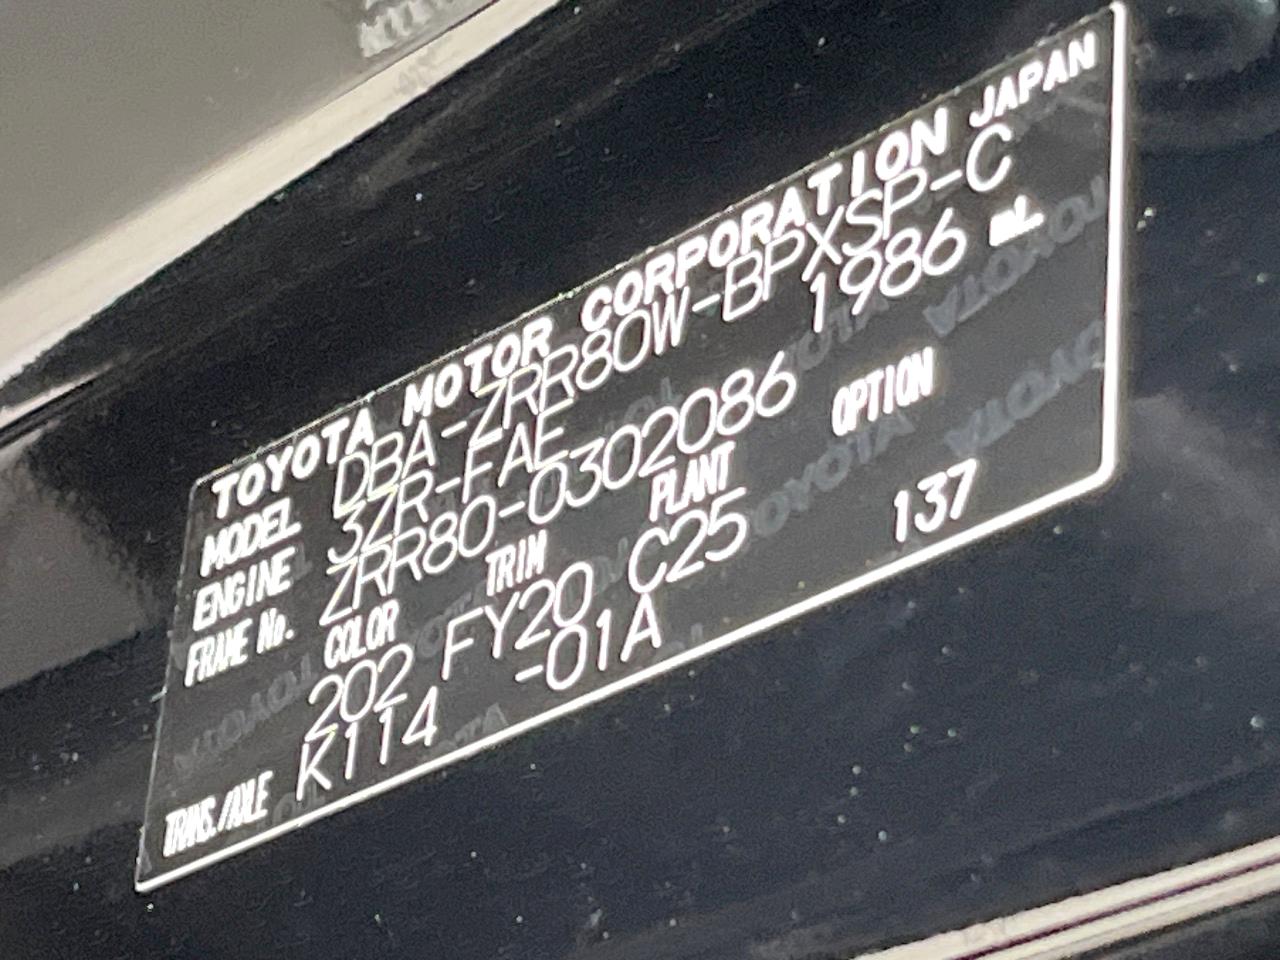 TOYOTA MOTOR CORPORATION JAPAN
MODEL DBA-ZRR80W-BPXSP-C
ENGINE 3ZR-FAE 1986 mL
FRAME No. ZRR80-0302086
COLOR TRIM PLANT OPTION
202 FY20 C25 137
TRANS./AXLE K114 -01A